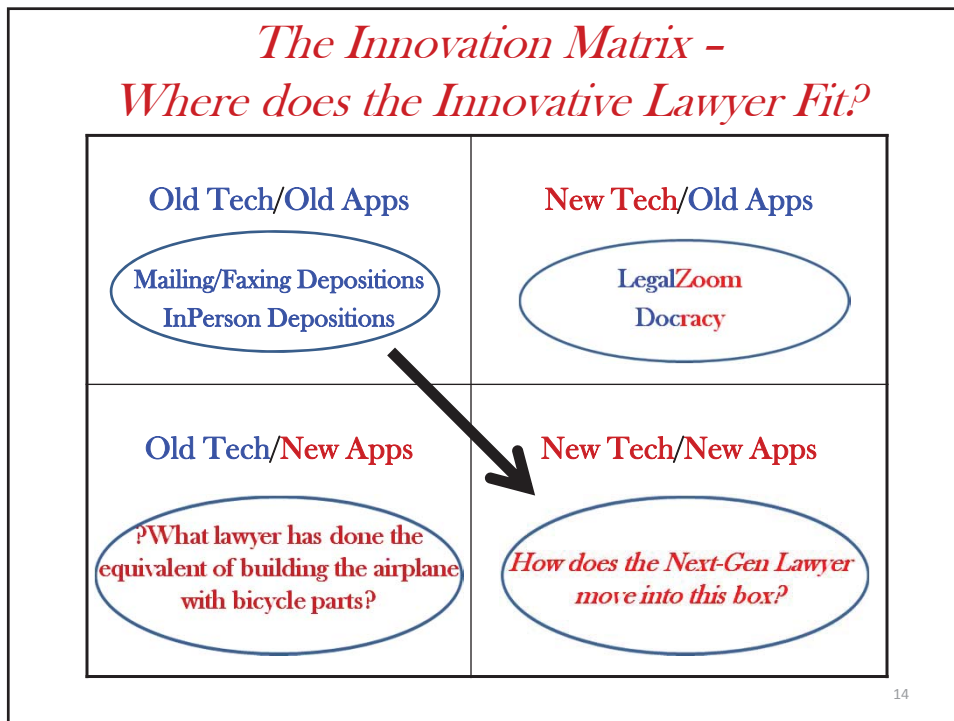 The Innovation Matrix –
Where does the Innovative Lawyer Fit?
Old Tech/Old Apps
Mailing/Faxing Depositions
InPerson Depositions
New Tech/Old Apps
LegalZoom
Docracy
Old Tech/New Apps
?What lawyer has done the
equivalent of building the airplane
with bicycle parts?
New Tech/New Apps
How does the Next-Gen Lawyer
move into this box?
14